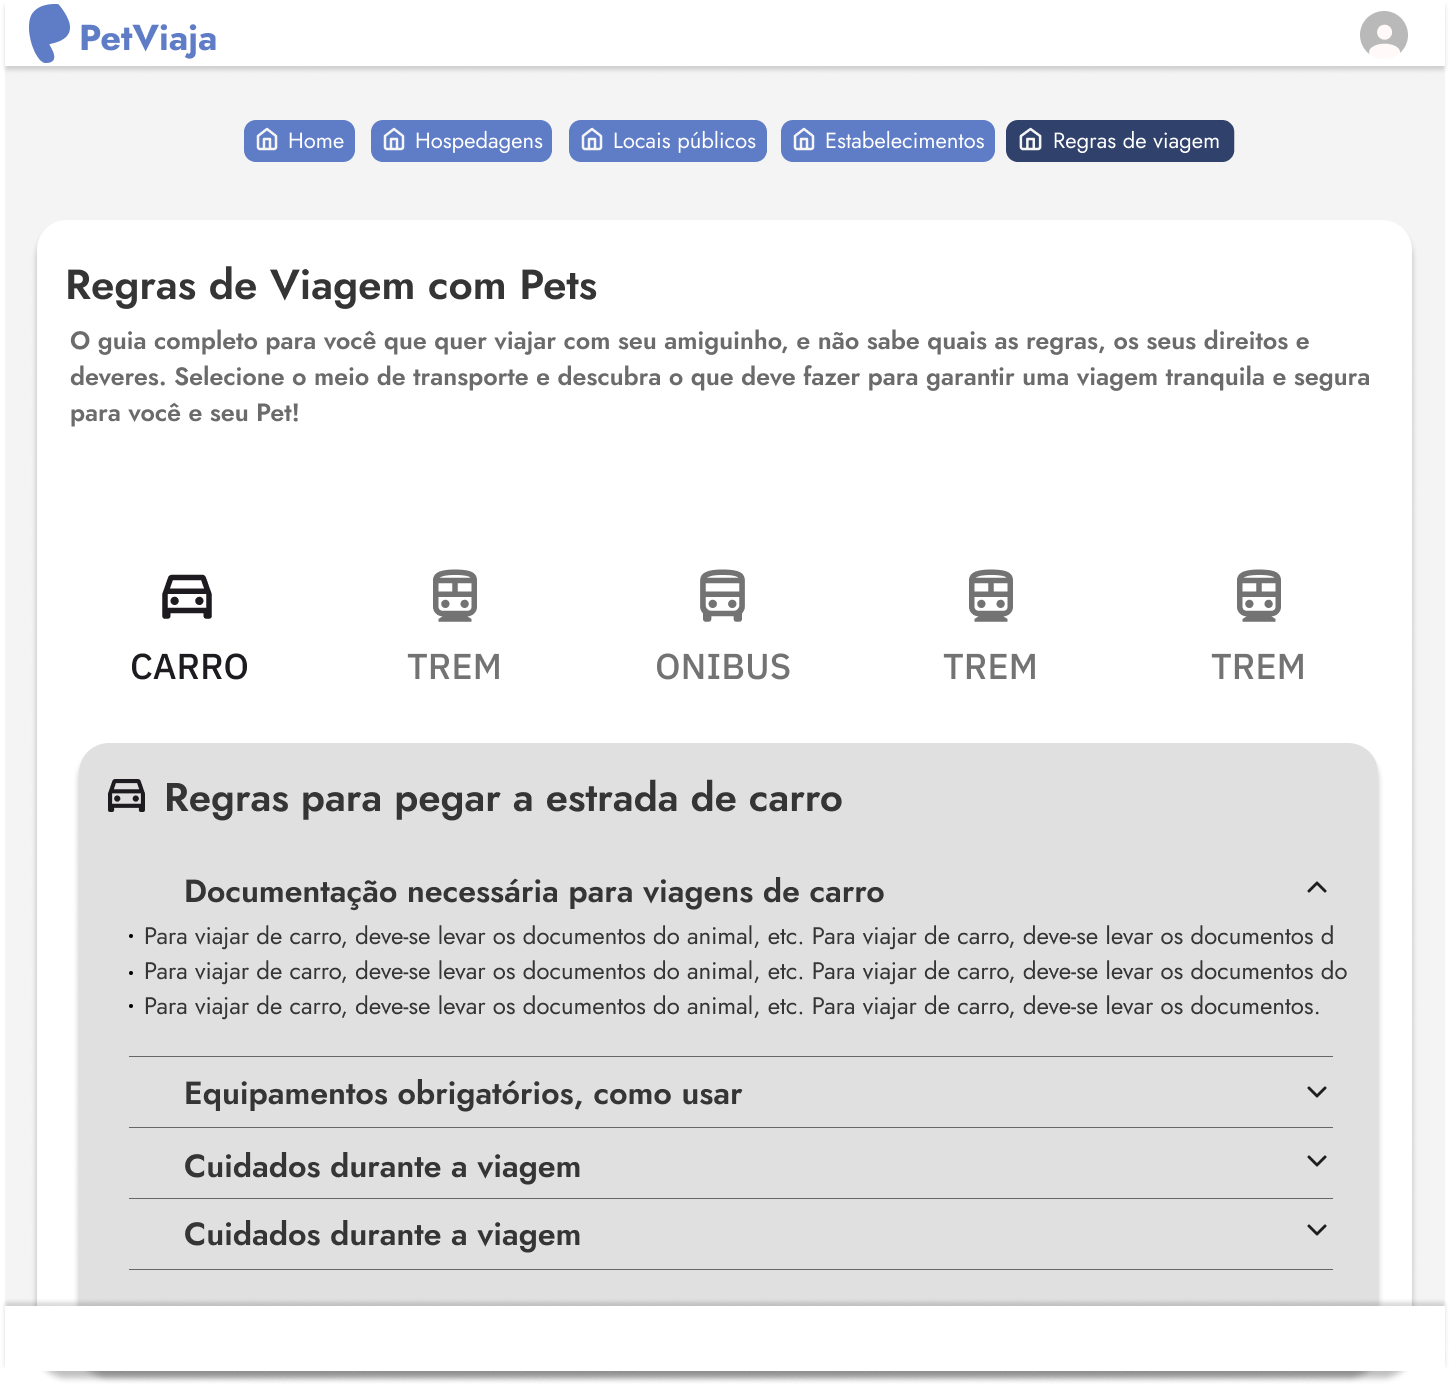 PetViaja
Home Hospedagens Locais públicos Estabelecimentos Regras de viagem
Regras de Viagem com Pets
O guia completo para você que quer viajar com seu amiguinho, e não sabe quais as regras, os seus direitos e
deveres. Selecione o meio de transporte e descubra o que deve fazer para garantir uma viagem tranquila e segura
para você e seu Pet!
CARRO TREM ONIBUS TREM TREM
Regras para pegar a estrada de carro
Documentação necessária para viagens de carro
· Para viajar de carro, deve-se levar os documentos do animal, etc. Para viajar de carro, deve-se levar os documentos d
· Para viajar de carro, deve-se levar os documentos do animal, etc. Para viajar de carro, deve-se levar os documentos do
· Para viajar de carro, deve-se levar os documentos do animal, etc. Para viajar de carro, deve-se levar os documentos.
Equipamentos obrigatórios, como usar
Cuidados durante a viagem
Cuidados durante a viagem